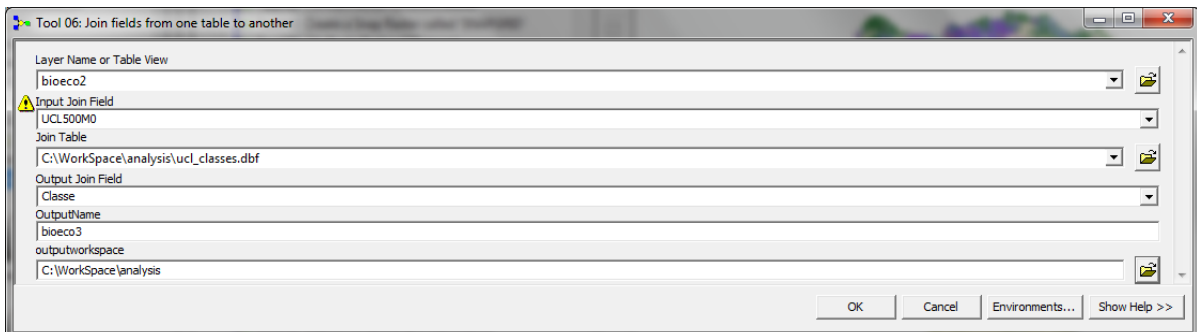 Tool 06: Join fields from one table to another
Layer Name or Table View
bioeco2
Input Join Field
UCL500M0
Join Table
C:\WorkSpace\analysis\ucl_classes.dbf
Output Join Field
Classe
OutputName
bioeco3
outputworkspace
C:\WorkSpace\analysis
OK Cancel Environments... Show Help >>